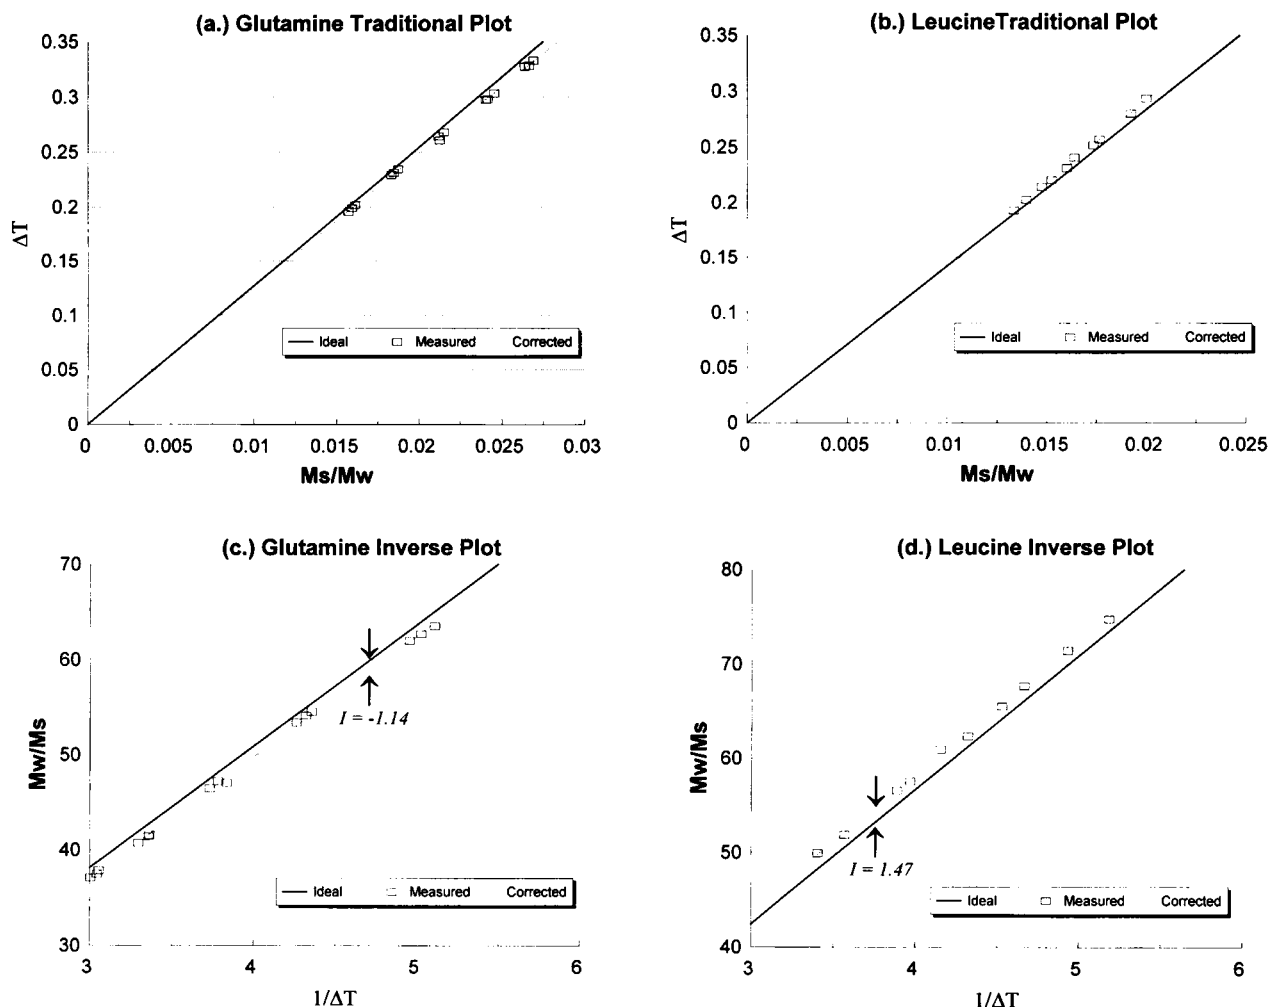 (a.) Glutamine Traditional Plot
0.35
0.3
0.25
0.2
0.15
0.1
0.05
0
ΔT
Ideal Measured Corrected
0 0.005 0.01 0.015 0.02 0.025 0.03
Ms/Mw
(b.) LeucineTraditional Plot
0.35
0.3
0.25
0.2
0.15
0.1
0.05
0
ΔT
Ideal Measured Corrected
0 0.005 0.01 0.015 0.02 0.025
Ms/Mw
(c.) Glutamine Inverse Plot
70
60
50
40
30
Mw/Ms
I = -1.14
Ideal Measured Corrected
3 4 5 6
1/ΔT
(d.) Leucine Inverse Plot
80
70
60
50
40
Mw/Ms
I = 1.47
Ideal Measured Corrected
3 4 5 6
1/ΔT